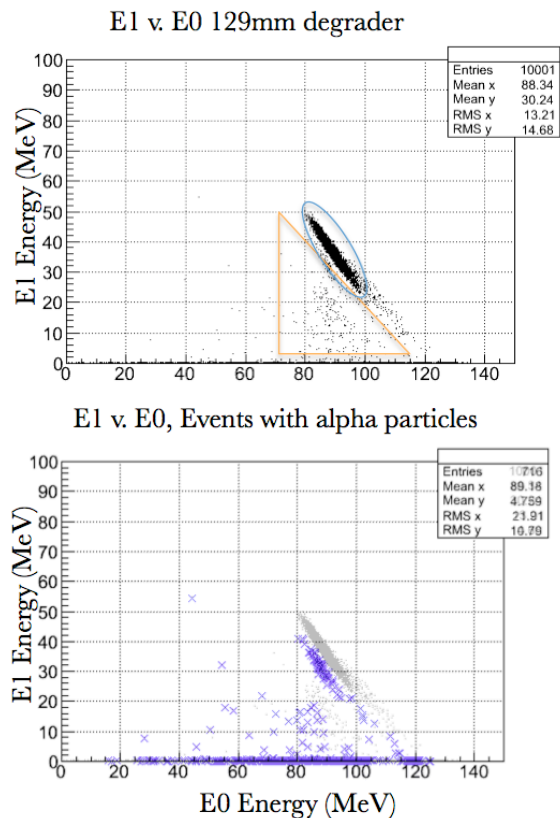 E1 v. E0 129mm degrader
Entries 10001
Mean x 88.34
Mean y 30.24
RMS x 13.21
RMS y 14.68
E1 Energy (MeV)
100
90
80
70
60
50
40
30
20
10
0
0 20 40 60 80 100 120 140
E1 v. E0, Events with alpha particles
Entries 716
Mean x 89.18
Mean y 4.759
RMS x
RMS y
E1 Energy (MeV)
100
90
80
70
60
50
40
30
20
10
0
0 20 40 60 80 100 120 140
E0 Energy (MeV)